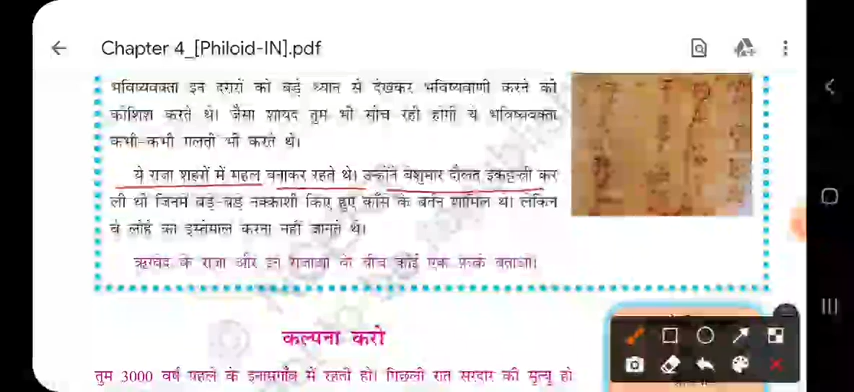 Chapter 4_[Philoid-IN].pdf
भविष्यवक्ता इन दरारों को बड़े ध्यान से देखकर भविष्यवाणी करने की
कोशिश करते थे। जैसा शायद तुम भी सोच रही होगी ये भविष्यवक्ता
कभी-कभी गलती भी करते थे।
ये राजा शहरों में महल बनाकर रहते थे। उन्होंने बेशुमार दौलत इकट्ठी कर
ली थी जिनमें बड़े-बड़े नक्काशी किए हुए काँसे के बर्तन शामिल थे। लेकिन
वे लोहे का इस्तेमाल करना नहीं जानते थे।
ऋग्वेद के राजा और इन राजाओं के बीच कोई एक फ़र्क बताओ।
कल्पना करो
तुम 3000 वर्ष पहले के इनामगाँव में रहती हो। पिछली रात सरदार की मृत्यु हो